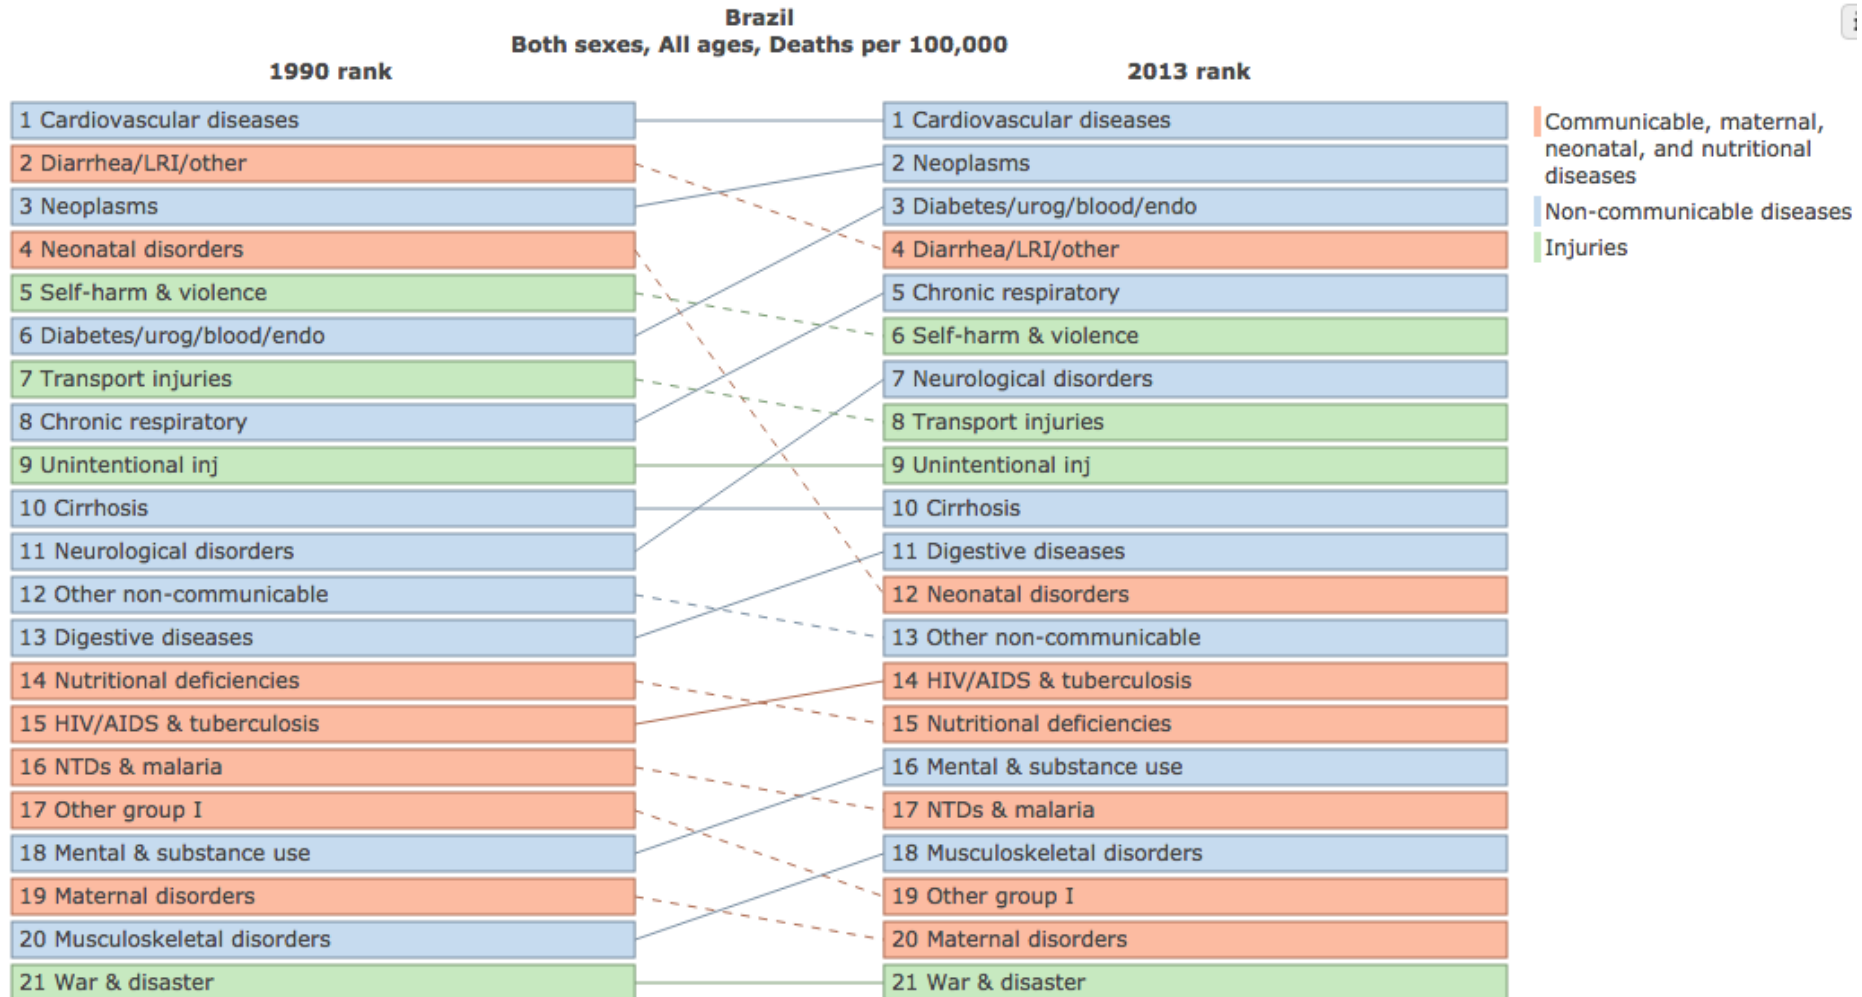 Brazil
Both sexes, All ages, Deaths per 100,000
1990 rank
2013 rank
1 Cardiovascular diseases
2 Diarrhea/LRI/other
3 Neoplasms
4 Neonatal disorders
5 Self-harm & violence
6 Diabetes/urog/blood/endo
7 Transport injuries
8 Chronic respiratory
9 Unintentional inj
10 Cirrhosis
11 Neurological disorders
12 Other non-communicable
13 Digestive diseases
14 Nutritional deficiencies
15 HIV/AIDS & tuberculosis
16 NTDs & malaria
17 Other group I
18 Mental & substance use
19 Maternal disorders
20 Musculoskeletal disorders
21 War & disaster
1 Cardiovascular diseases
2 Neoplasms
3 Diabetes/urog/blood/endo
4 Diarrhea/LRI/other
5 Chronic respiratory
6 Self-harm & violence
7 Neurological disorders
8 Transport injuries
9 Unintentional inj
10 Cirrhosis
11 Digestive diseases
12 Neonatal disorders
13 Other non-communicable
14 HIV/AIDS & tuberculosis
15 Nutritional deficiencies
16 Mental & substance use
17 NTDs & malaria
18 Musculoskeletal disorders
19 Other group I
20 Maternal disorders
21 War & disaster
Communicable, maternal,
neonatal, and nutritional
diseases
Non-communicable diseases
Injuries